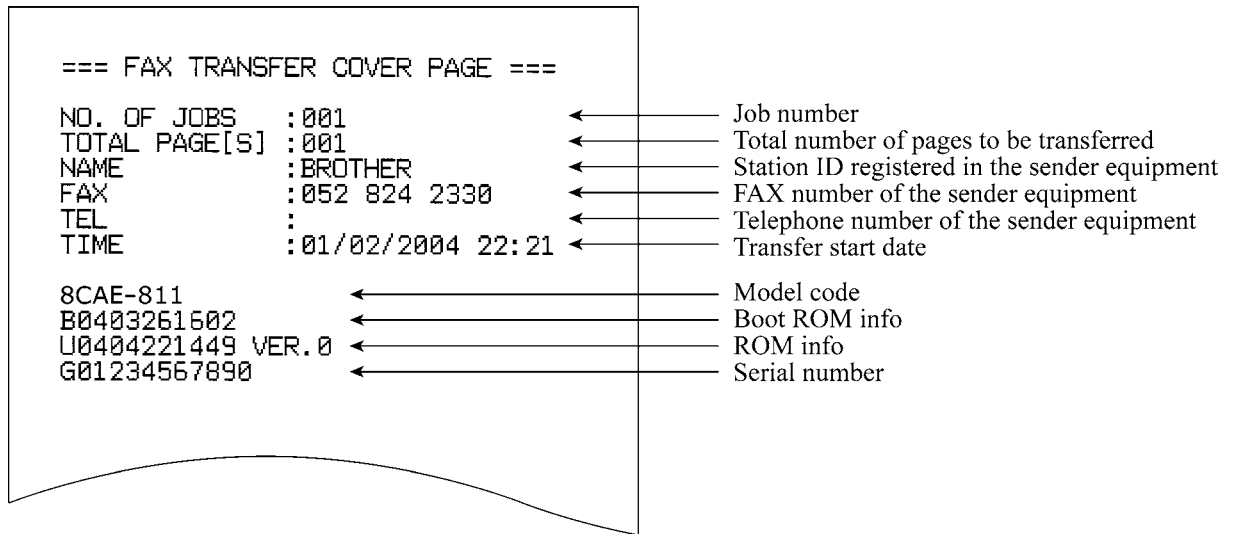 === FAX TRANSFER COVER PAGE ===
NO. OF JOBS :001 Job number
TOTAL PAGE[S] :001 Total number of pages to be transferred
NAME :BROTHER Station ID registered in the sender equipment
FAX :052 824 2330 FAX number of the sender equipment
TEL : Telephone number of the sender equipment
TIME :01/02/2004 22:21 Transfer start date
8CAE-811 Model code
B0403261602 Boot ROM info
U0404221449 VER.0 ROM info
G01234567890 Serial number